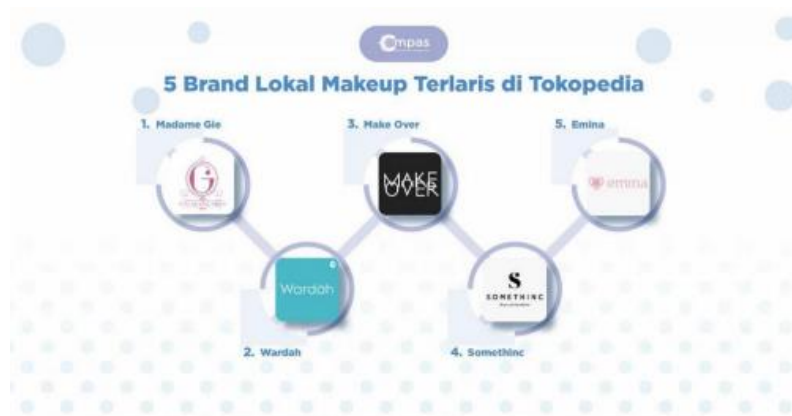 Compas
5 Brand Lokal Makeup Terlaris di Tokopedia
1. Madame Gie
3. Make Over
5. Emina
G
MAKE
OVER
emina
Wardah
S
SOMETHINC
2. Wardah
4. Somethinc